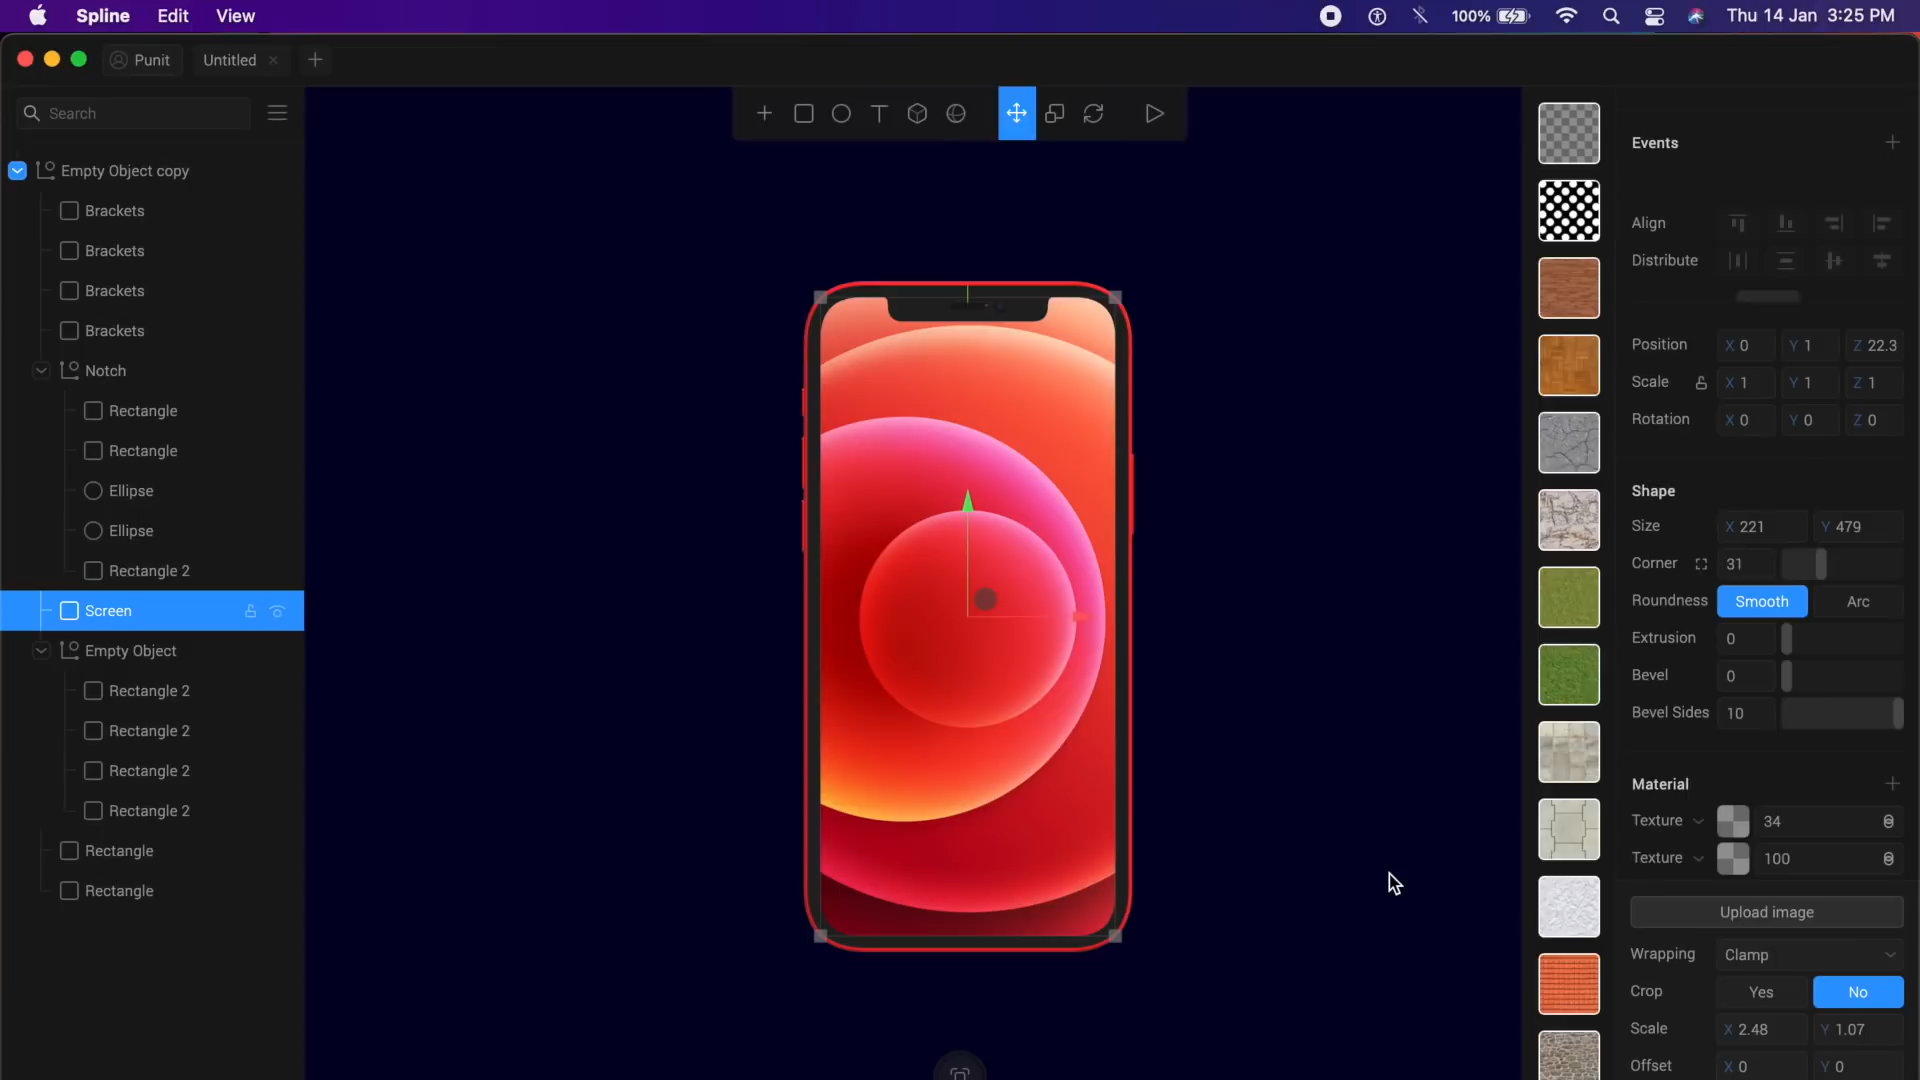 Spline Edit View 100% Thu 14 Jan 3:25 PM
Punit Untitled
Search
Empty Object copy
Brackets
Brackets
Brackets
Brackets
Notch
Rectangle
Rectangle
Ellipse
Ellipse
Rectangle 2
Screen
Empty Object
Rectangle 2
Rectangle 2
Rectangle 2
Rectangle 2
Rectangle
Rectangle
Events
Align
Distribute
Position X 0 Y 1 Z 22.3
Scale X 1 Y 1 Z 1
Rotation X 0 Y 0 Z 0
Shape
Size X 221 Y 479
Corner 31
Roundness Smooth Arc
Extrusion 0
Bevel 0
Bevel Sides 10
Material
Texture 34
Texture 100
Upload image
Wrapping Clamp
Crop Yes No
Scale X 2.48 Y 1.07
Offset X 0 Y 0